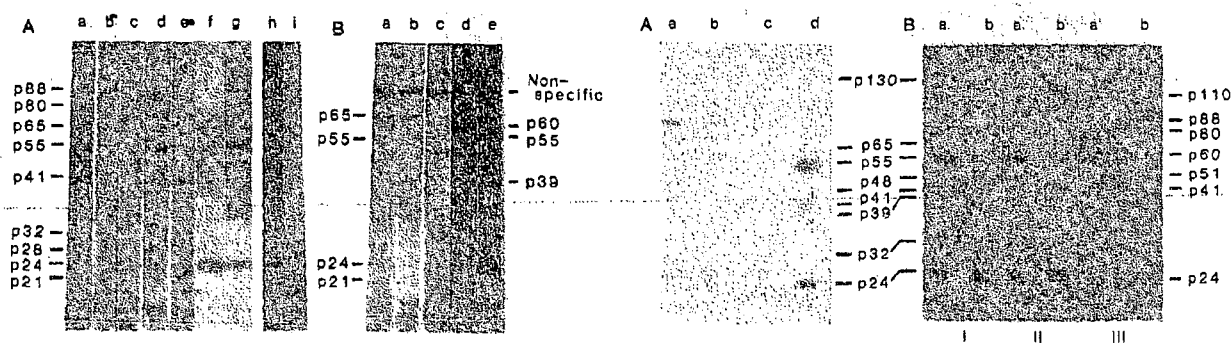 A a b c d e f g h i
p88
p80
p65
p55
p41
p32
p28
p24
p21
B a b c d e
p65
p55
p24
p21
Non-
specific
p60
p55
p39
A a b c d
p130
p65
p55
p48
p41
p39
p32
p24
B a b a b a b
p110
p88
p80
p60
p51
p41
p24
I II III